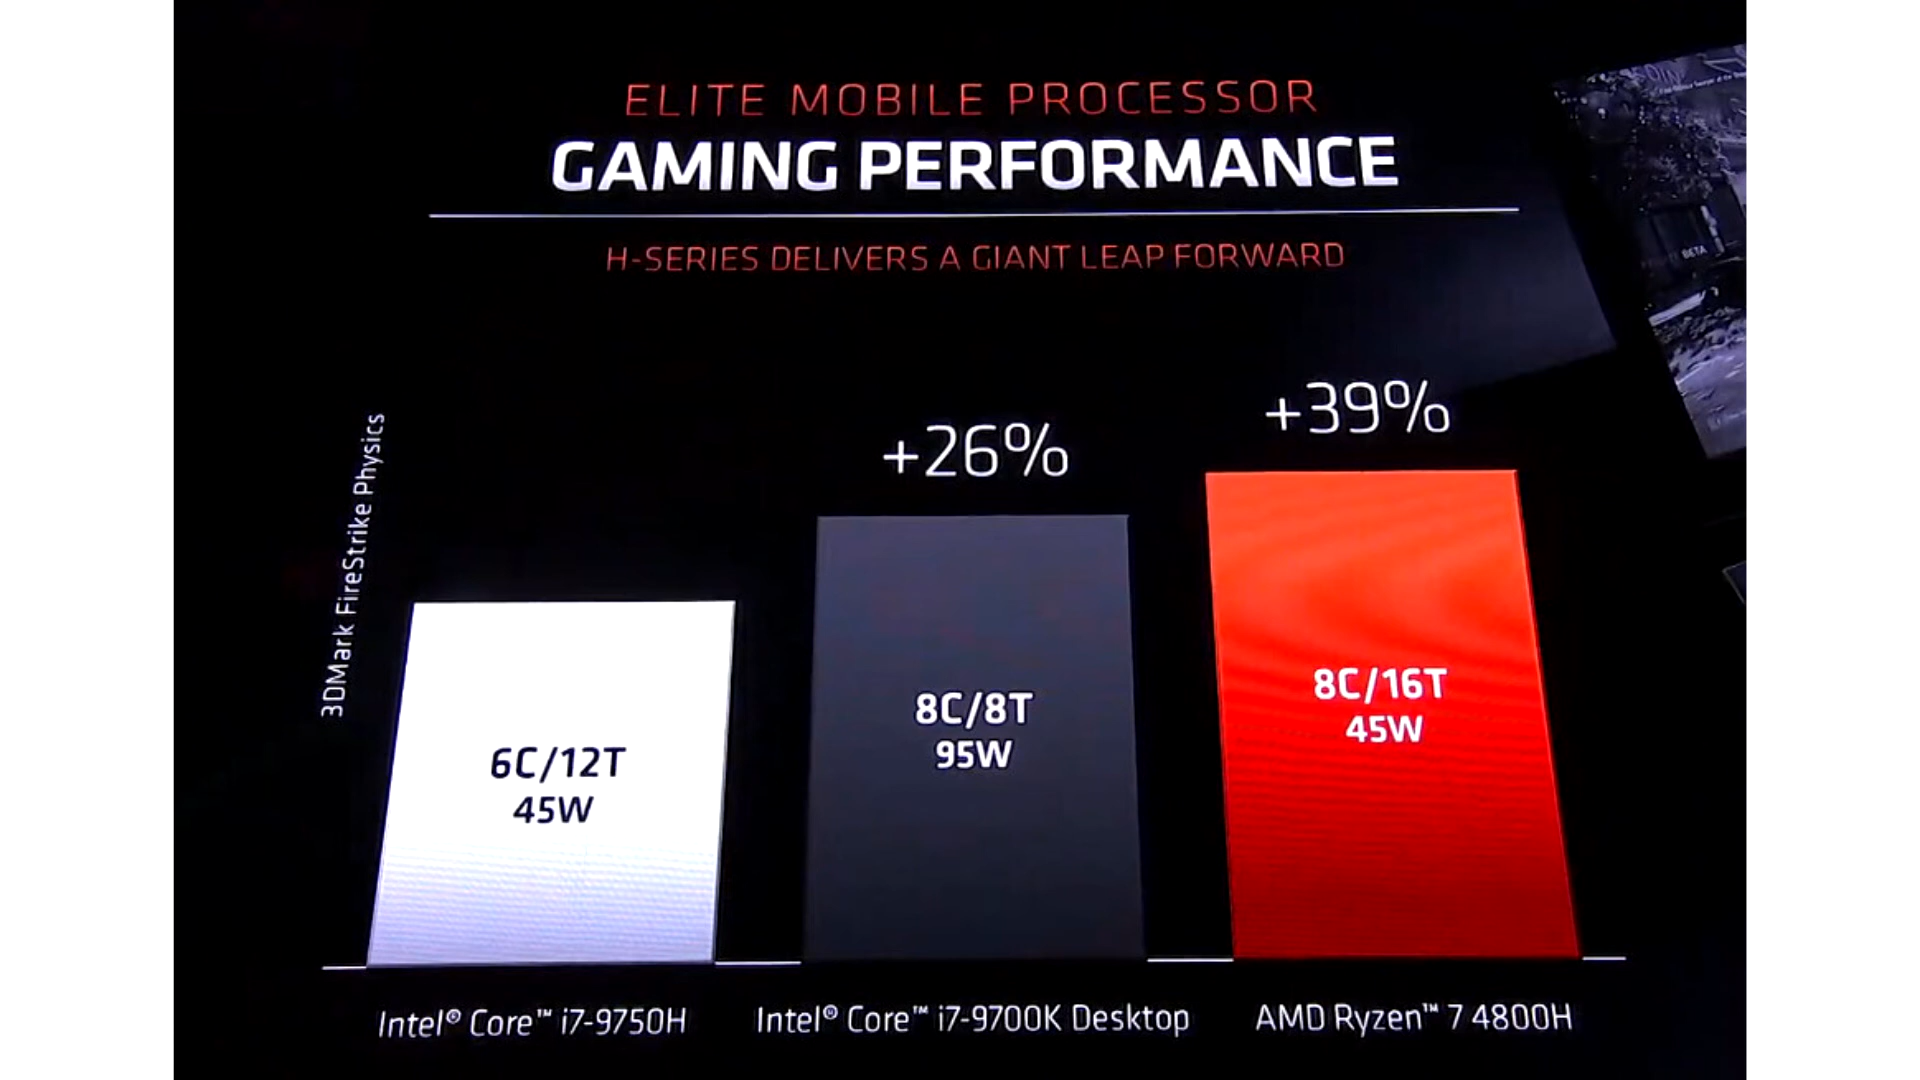 ELITE MOBILE PROCESSOR
GAMING PERFORMANCE
H-SERIES DELIVERS A GIANT LEAP FORWARD
3DMark FireStrike Physics
+26%
+39%
6C/12T
45W
8C/8T
95W
8C/16T
45W
Intel® Core™ i7-9750H
Intel® Core™ i7-9700K Desktop
AMD Ryzen™ 7 4800H
BETA